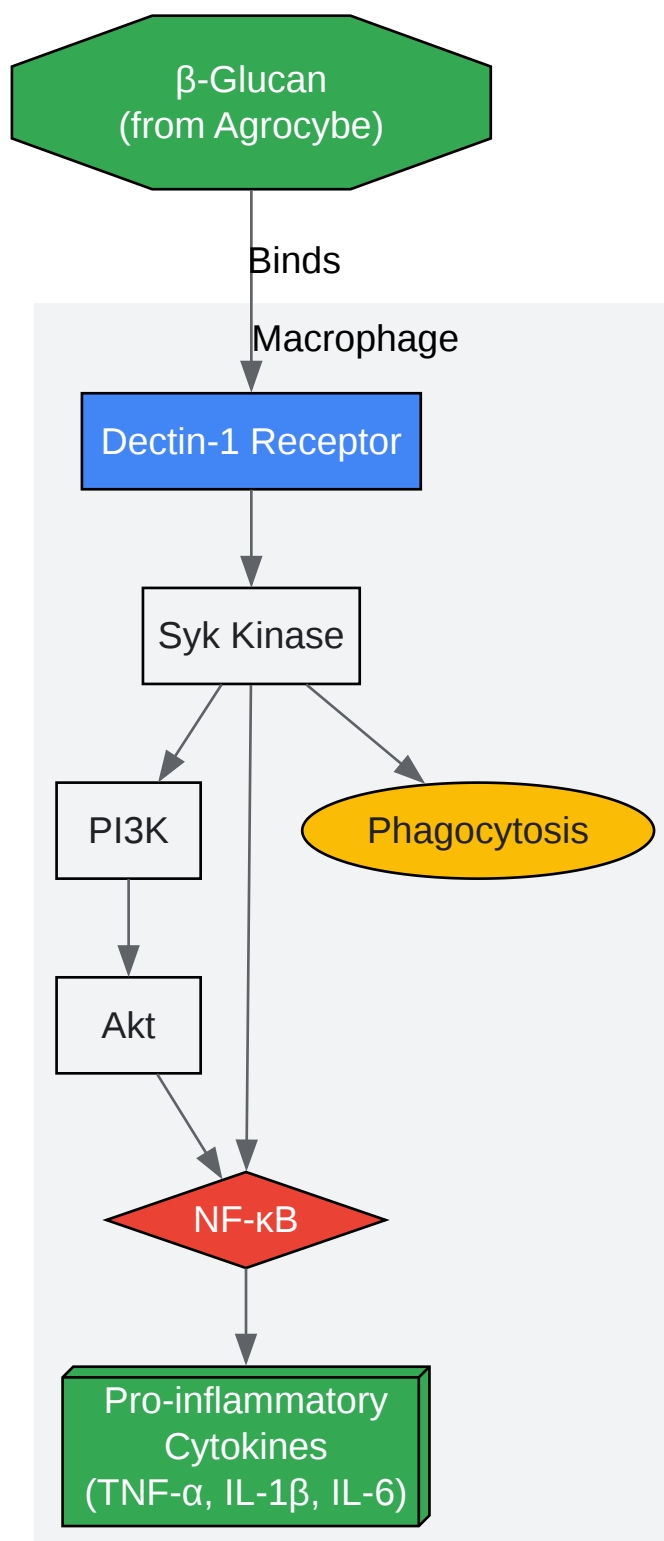 β-Glucan
(from Agrocybe)
Binds
Macrophage
Dectin-1 Receptor
Syk Kinase
PI3K
Phagocytosis
Akt
NF-κB
Pro-inflammatory
Cytokines
(TNF-α, IL-1β, IL-6)